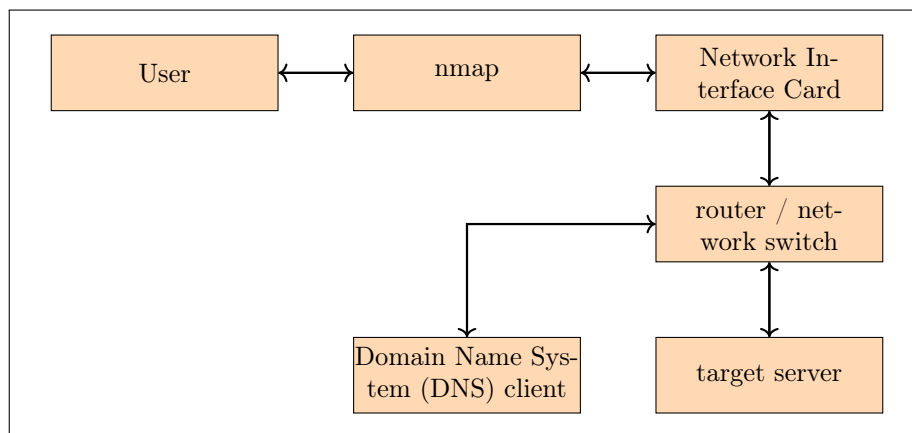 User
nmap
Network In-
terface Card
router / net-
work switch
Domain Name Sys-
tem (DNS) client
target server